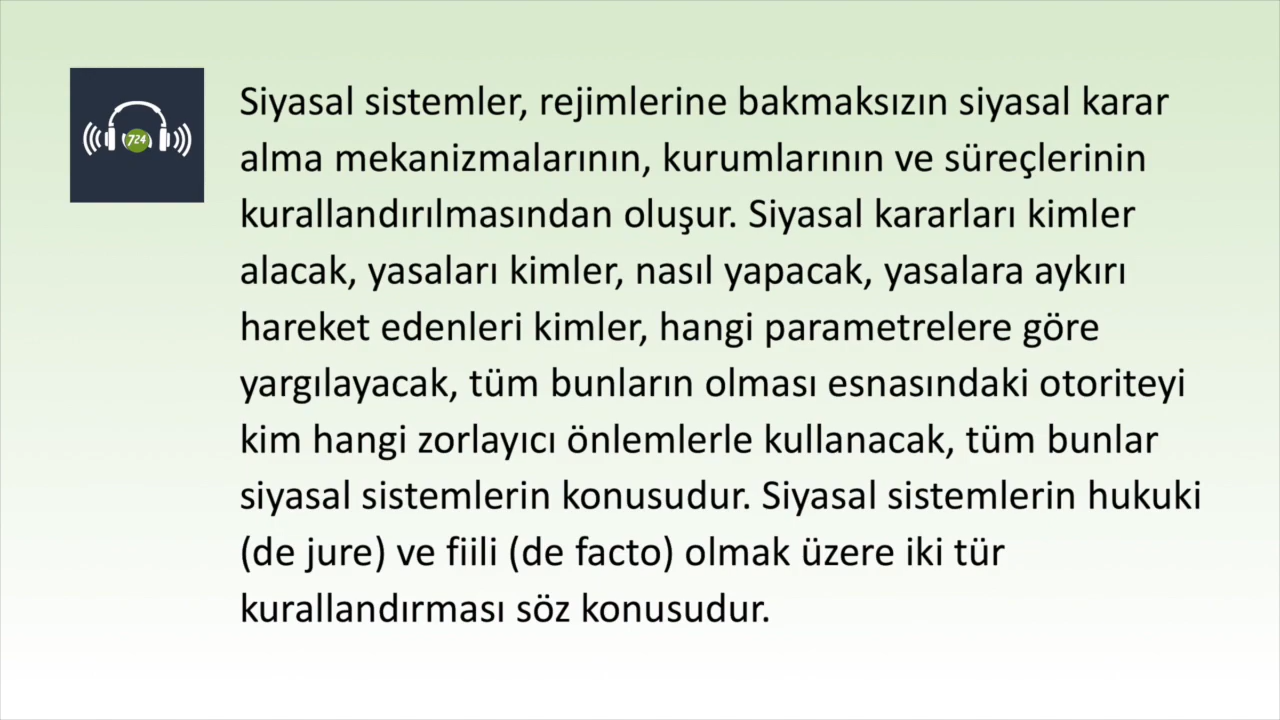 724
Siyasal sistemler, rejimlerine bakmaksızın siyasal karar
alma mekanizmalarının, kurumlarının ve süreçlerinin
kurallandırılmasından oluşur. Siyasal kararları kimler
alacak, yasaları kimler, nasıl yapacak, yasalara aykırı
hareket edenleri kimler, hangi parametrelere göre
yargılayacak, tüm bunların olması esnasındaki otoriteyi
kim hangi zorlayıcı önlemlerle kullanacak, tüm bunlar
siyasal sistemlerin konusudur. Siyasal sistemlerin hukuki
(de jure) ve fiili (de facto) olmak üzere iki tür
kurallandırması söz konusudur.